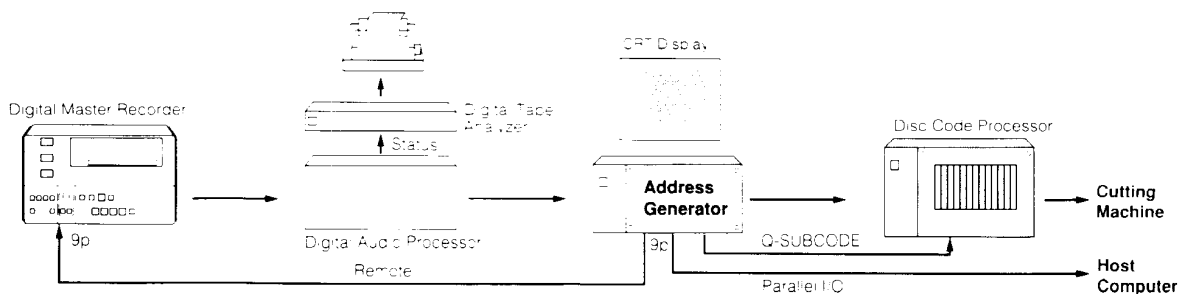 CRT Display
Digital Master Recorder
Digital Tape
Analyzer
Status
Disc Code Processor
Address
Generator
Cutting
Machine
9p
Digital Audio Processor
9p
Q-SUBCODE
Remote
Parallel I/O
Host
Computer